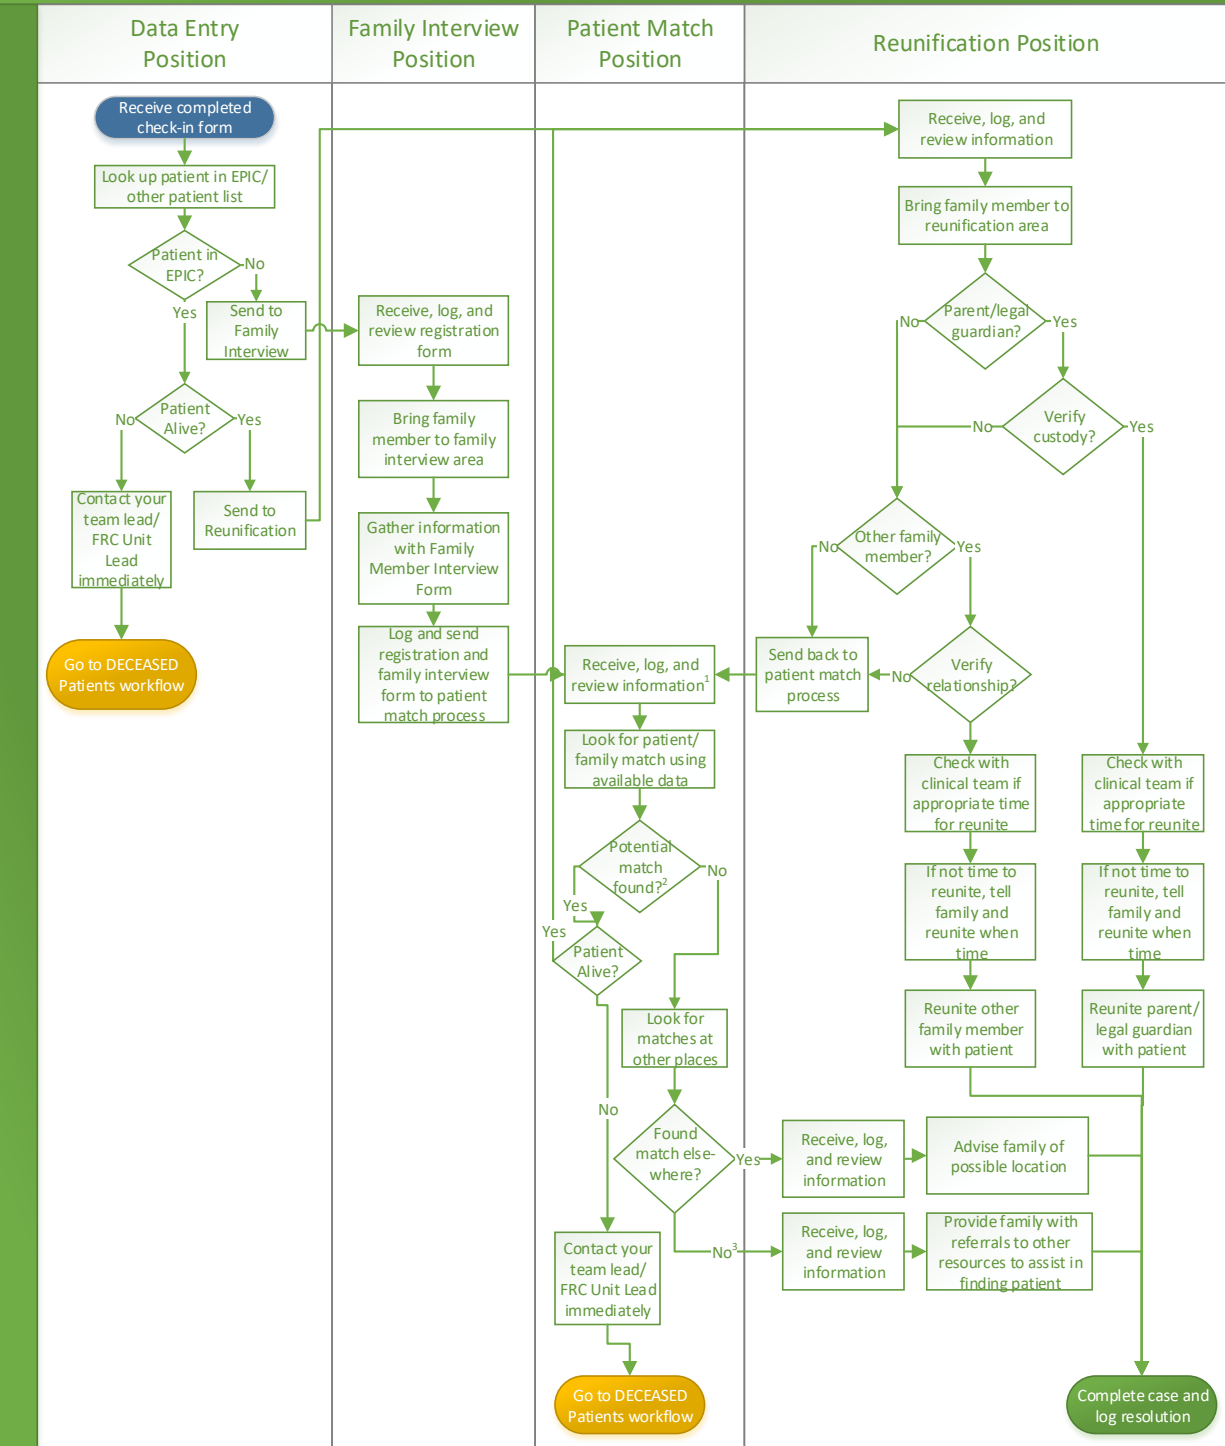 Data Entry
Position
Family Interview
Position
Patient Match
Position
Reunification Position
Receive completed
check-in form
Look up patient in EPIC/
other patient list
Patient in
EPIC?
No
Yes
Send to
Family
Interview
Patient
Alive?
No
Yes
Contact your
team lead/
FRC Unit
Lead
immediately
Send to
Reunification
Go to DECEASED
Patients workflow
Receive, log, and
review registration
form
Bring family
member to family
interview area
Gather information
with Family
Member Interview
Form
Log and send
registration and
family interview
form to patient
match process
Receive, log, and
review information1
Look for patient/
family match using
available data
Potential
match
found?2
No
Yes
Yes
Patient
Alive?
Look for
matches at
other places
No
Found
match else-
where?
Yes
No3
Contact your
team lead/
FRC Unit Lead
immediately
Go to DECEASED
Patients workflow
Receive, log, and
review information
Bring family member to
reunification area
Parent/legal
guardian?
No
Yes
Verify
custody?
No
Yes
Other family
member?
No
Yes
Send back to
patient match
process
No
Verify
relationship?
Check with
clinical team if
appropriate time
for reunite
Check with
clinical team if
appropriate
time for reunite
If not time to
reunite, tell
family and
reunite when
time
If not time to
reunite, tell
family and
reunite when
time
Reunite other
family member
with patient
Reunite parent/
legal guardian
with patient
Receive, log,
and review
information
Advise family of
possible location
Receive, log,
and review
information
Provide family with
referrals to other
resources to assist in
finding patient
Complete case and
log resolution